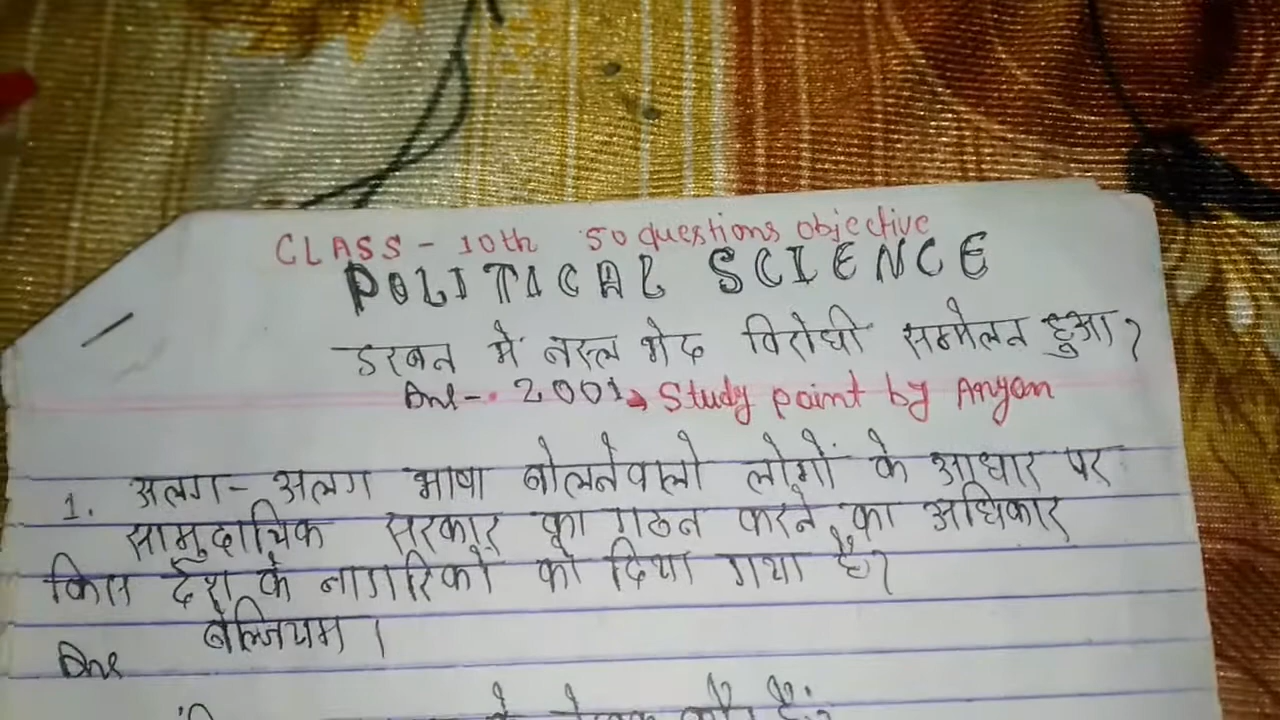 CLASS - 10th 50 questions objective
POLITICAL SCIENCE
डरबन में नस्ल भेद विरोधी सम्मेलन हुआ?
Ans-. 2001 Study point by Anyan
1. अलग-अलग भाषा बोलनेवालो लोगों के आधार पर
सामुदायिक सरकार का गठन करने का अधिकार
किस देश के नागरिकों को दिया गया है?
Ans बेल्जियम।